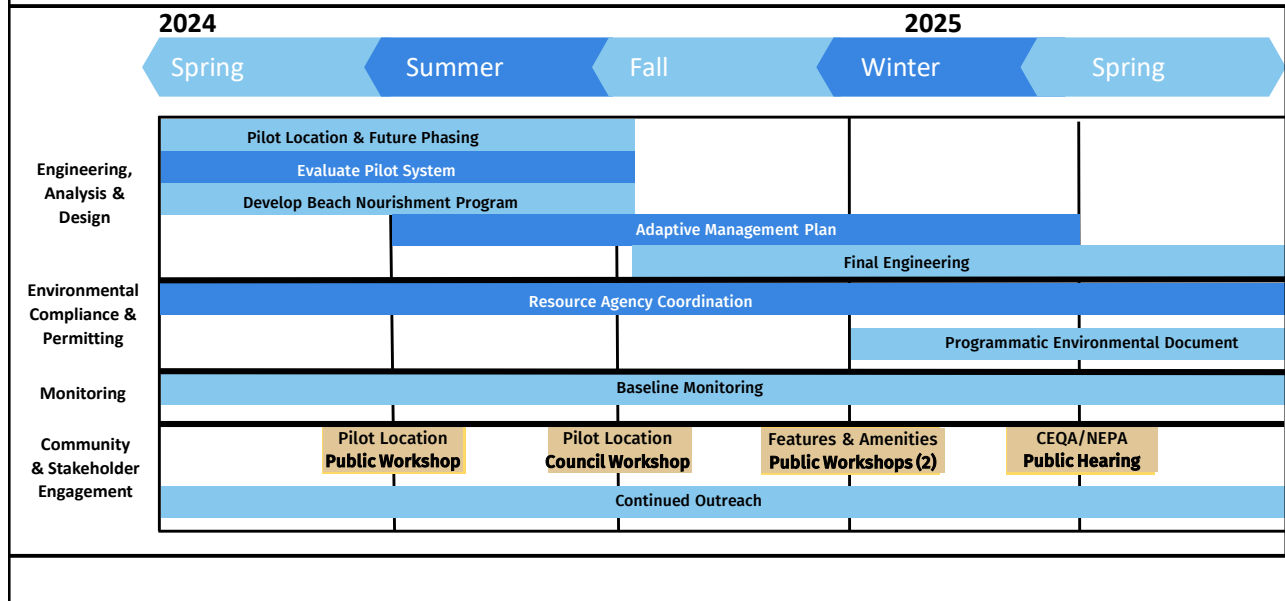 2024
2025
Spring
Summer
Fall
Winter
Spring
Engineering,
Analysis &
Design
Pilot Location & Future Phasing
Evaluate Pilot System
Develop Beach Nourishment Program
Adaptive Management Plan
Final Engineering
Environmental
Compliance &
Permitting
Resource Agency Coordination
Programmatic Environmental Document
Monitoring
Baseline Monitoring
Community
& Stakeholder
Engagement
Pilot Location
Public Workshop
Pilot Location
Council Workshop
Features & Amenities
Public Workshops (2)
CEQA/NEPA
Public Hearing
Continued Outreach